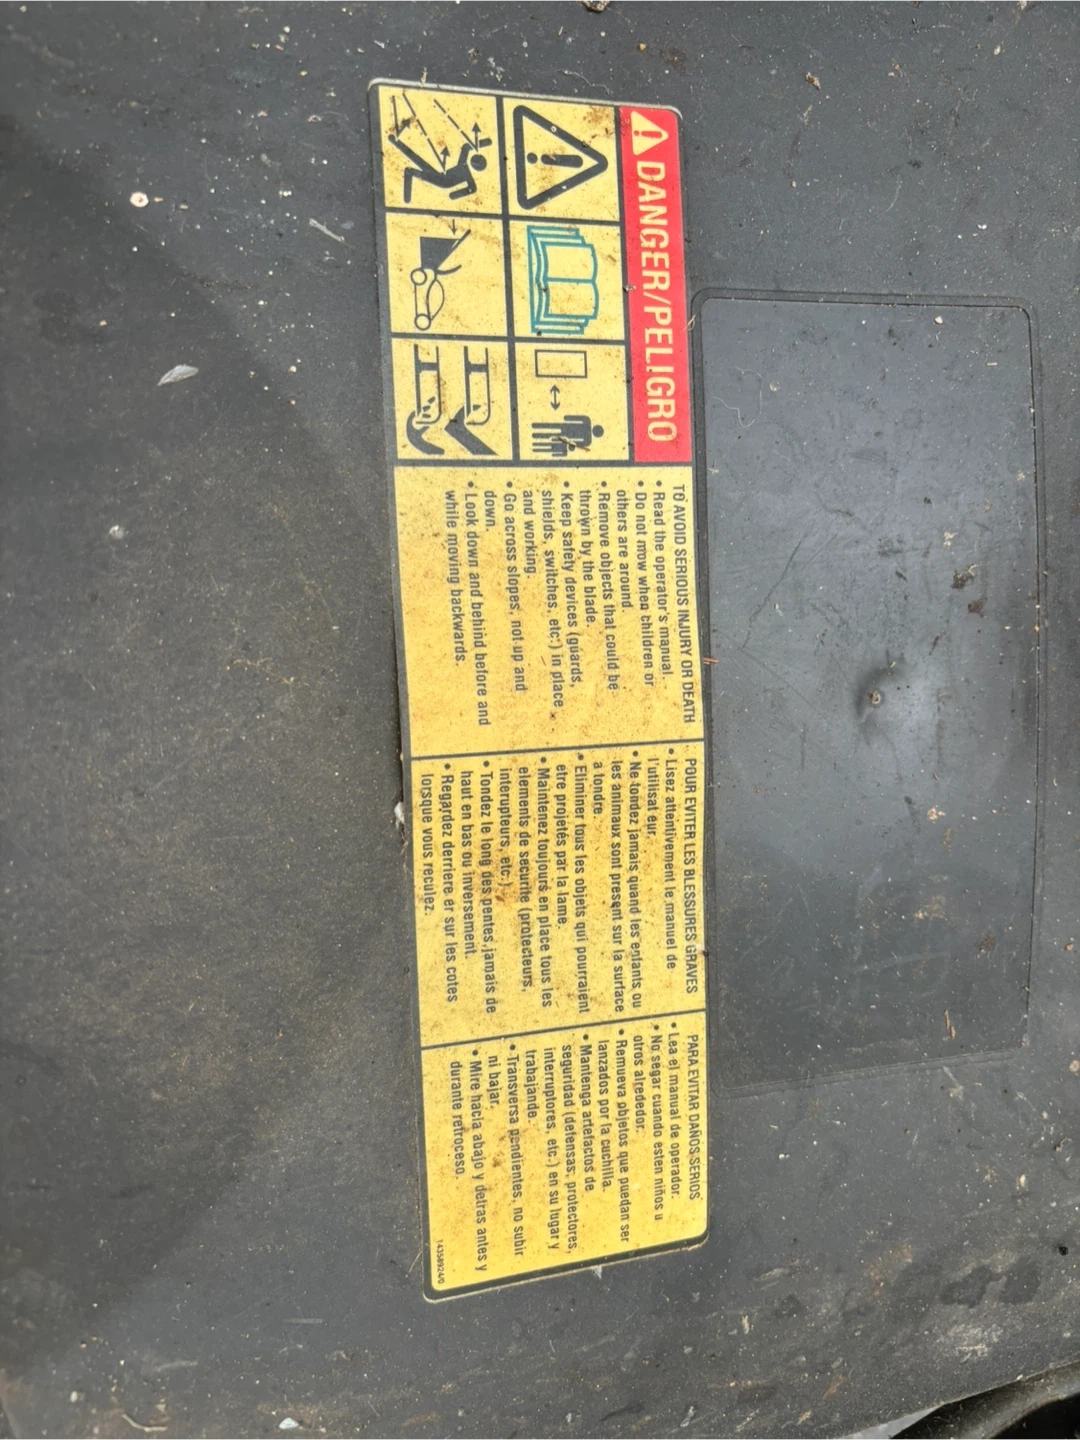 DANGER/PELIGRO
TO AVOID SERIOUS INJURY OR DEATH
• Read the operator's manual.
• Do not mow when children or
others are around.
• Remove objects that could be
thrown by the blade.
• Keep safety devices (guards,
shields, switches, etc.) in place
and working.
• Go across slopes, not up and
down.
• Look down and behind before and
while moving backwards.
POUR EVITER LES BLESSURES GRAVES
• Lisez attentivement le manuel de
l'utilisateur.
• Ne tondez jamais quand les enfants ou
les animaux sont present sur la surface
a tondre.
• Eliminer tous les objets qui pourraient
etre projetés par la lame.
• Maintenez toujours en place tous les
elements de securite (protecteurs,
interupteurs, etc.)
• Tondez le long des pentes, jamais de
haut en bas ou inversement.
• Regardez derriere er sur les cotes
lorsque vous reculez.
PARA EVITAR DAÑOS SERIOS
• Lea el manual de operador.
• No segar cuando esten niños u
otros alrededor.
• Remueva objetos que puedan ser
lanzados por la cuchilla.
• Mantenga artefactos de
seguridad (defensas, protectores,
interruptores, etc.) en su lugar y
trabajande.
• Transversa pendientes, no subir
ni bajar.
• Mire hacia abajo y detras antes y
durante retroceso.